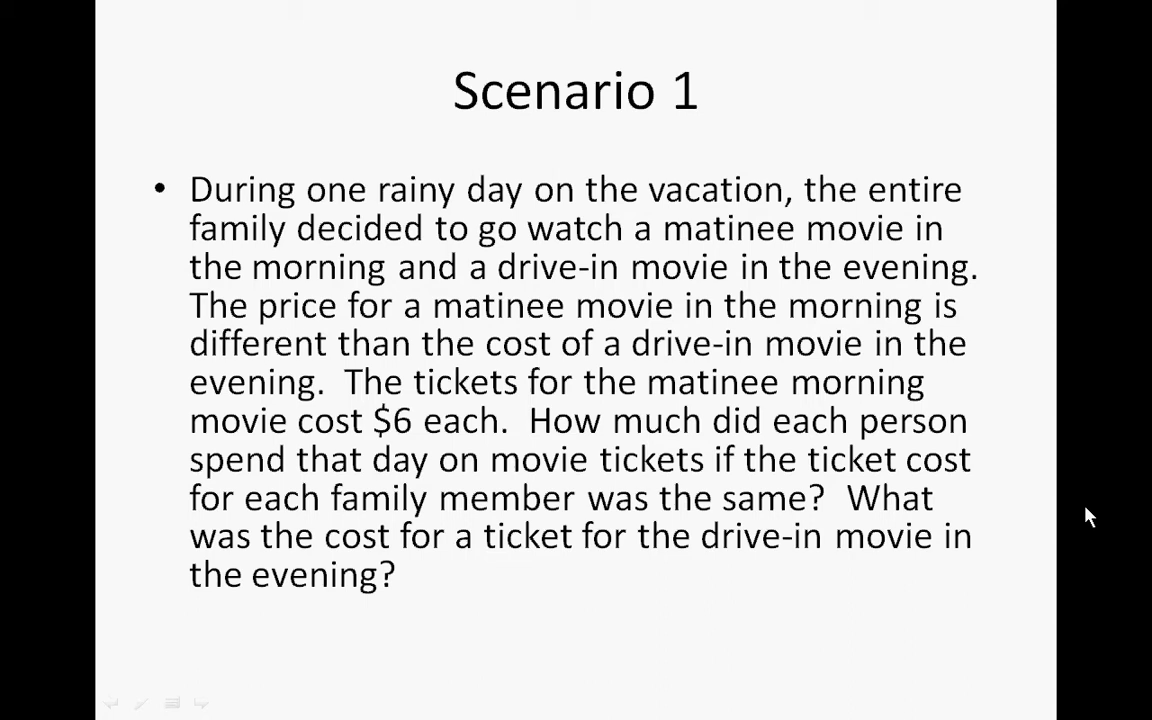 Scenario 1
• During one rainy day on the vacation, the entire
family decided to go watch a matinee movie in
the morning and a drive-in movie in the evening.
The price for a matinee movie in the morning is
different than the cost of a drive-in movie in the
evening.  The tickets for the matinee morning
movie cost $6 each.  How much did each person
spend that day on movie tickets if the ticket cost
for each family member was the same?  What
was the cost for a ticket for the drive-in movie in
the evening?